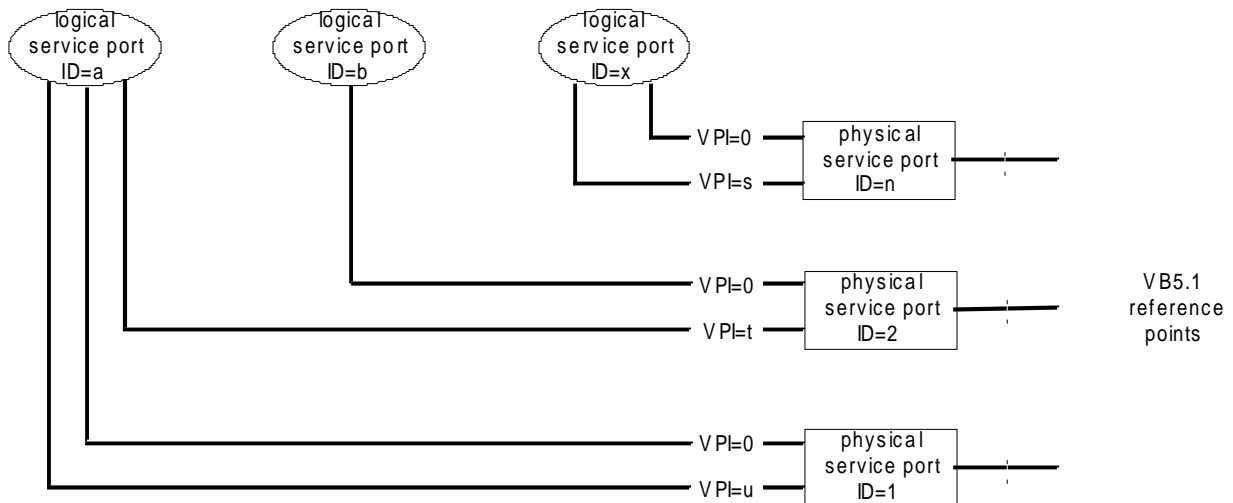 logical
service port
ID=a
logical
service port
ID=b
logical
service port
ID=x
VPI=0
VPI=s
physical
service port
ID=n
VPI=0
VPI=t
physical
service port
ID=2
VB5.1
reference
points
VPI=0
VPI=u
physical
service port
ID=1